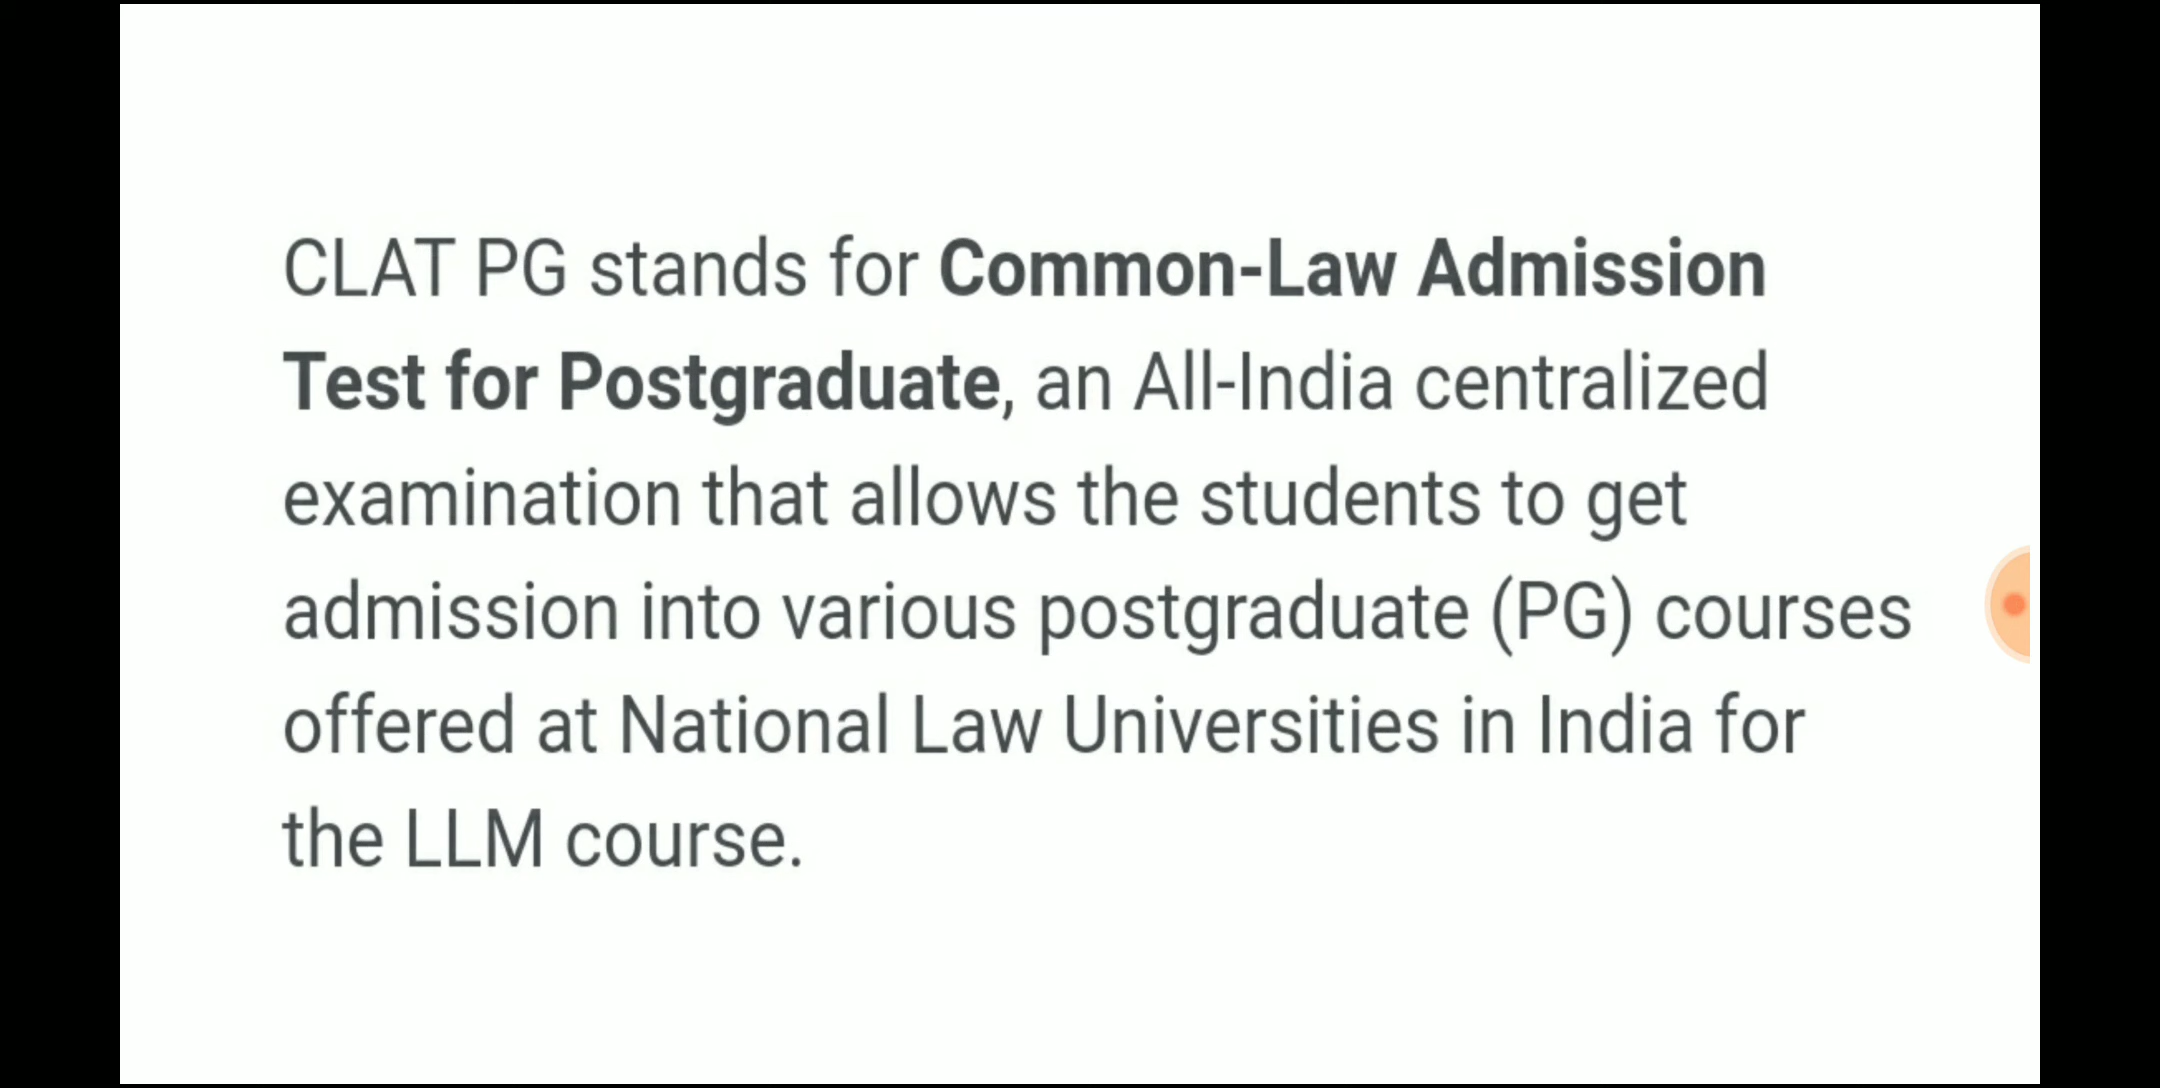 CLAT PG stands for Common-Law Admission
Test for Postgraduate, an All-India centralized
examination that allows the students to get
admission into various postgraduate (PG) courses
offered at National Law Universities in India for
the LLM course.